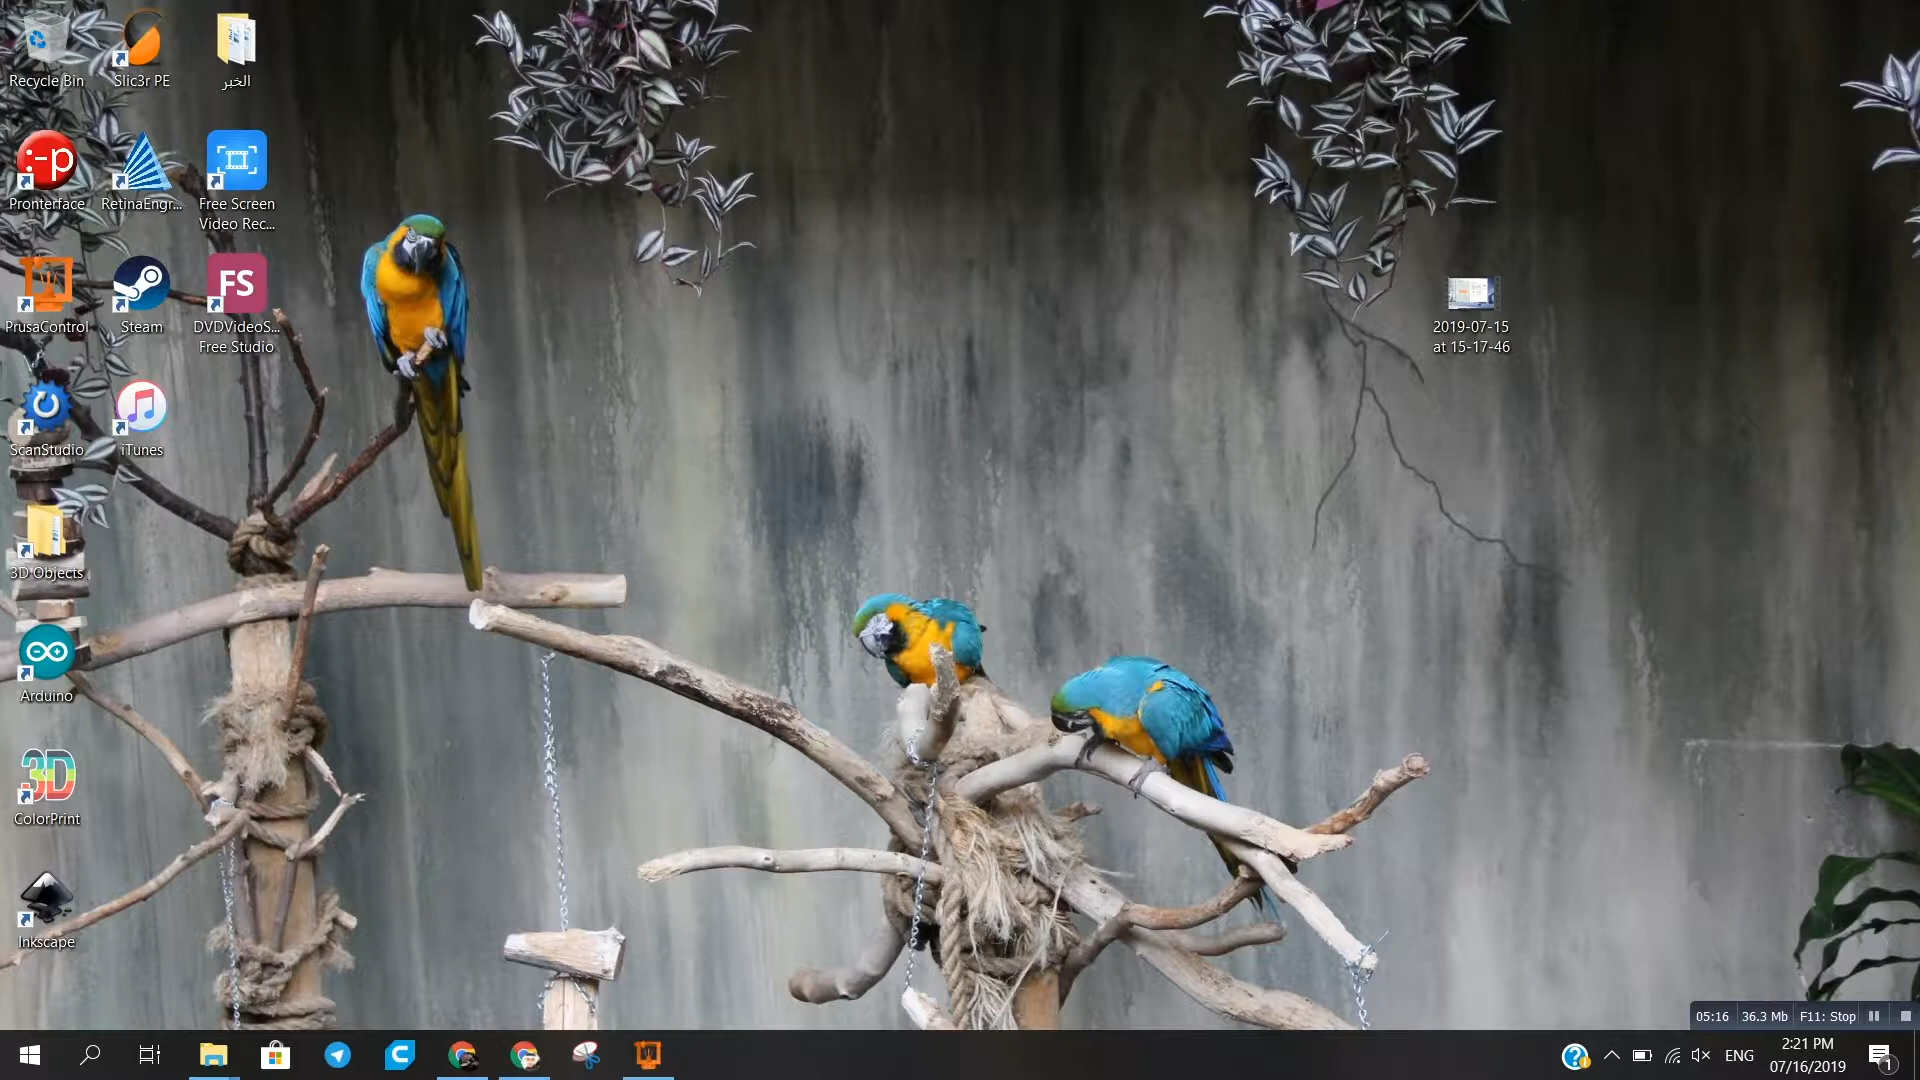 Recycle Bin
Slic3r PE
الخبر
:-p
Pronterface
RetinaEngr...
Free Screen
Video Rec...
PrusaControl
Steam
FS
DVDVideoS...
Free Studio
2019-07-15
at 15-17-46
ScanStudio
iTunes
3D Objects
Arduino
3D
ColorPrint
Inkscape
05:16 36.3 Mb F11: Stop
ENG
2:21 PM
07/16/2019
1